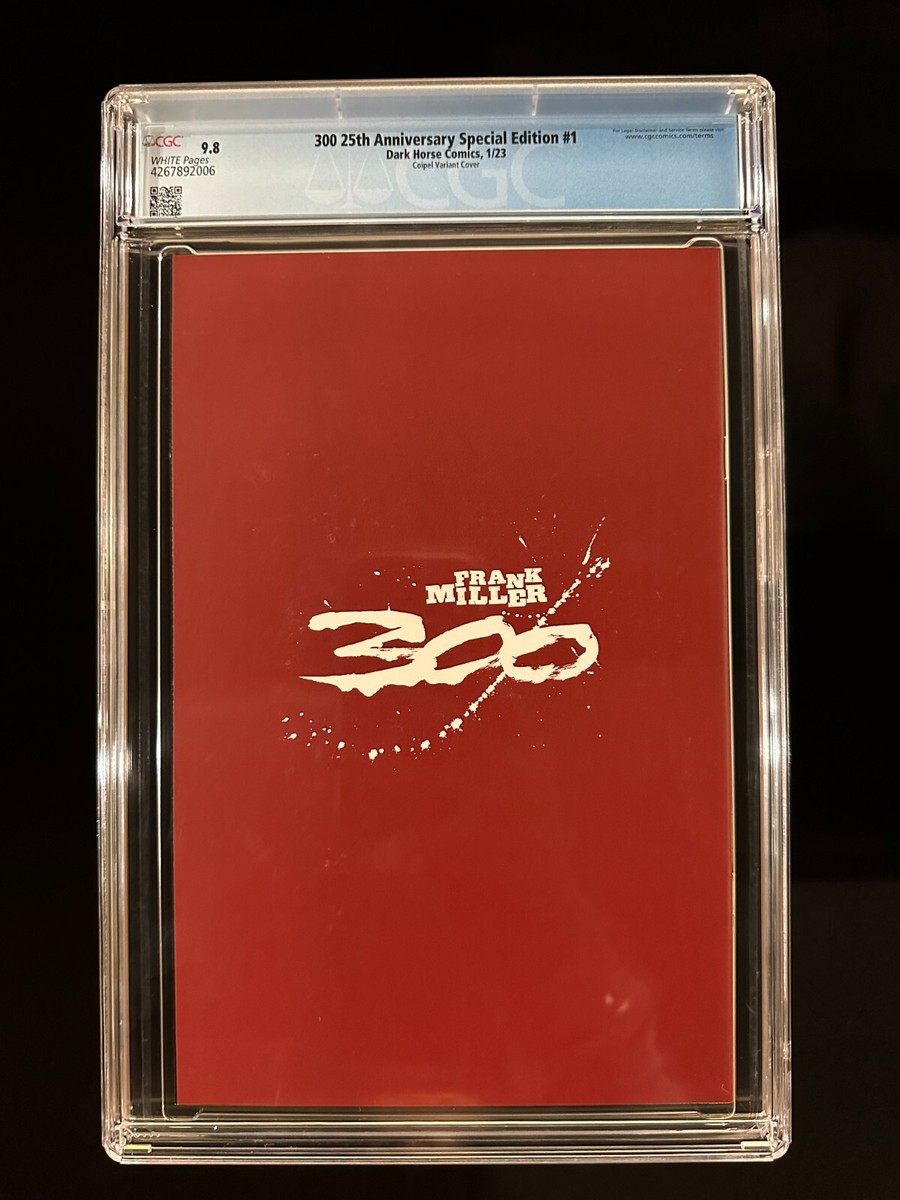 CGC
9.8
WHITE Pages
4267892006
300 25th Anniversary Special Edition #1
Dark Horse Comics, 1/23
Coipel Variant Cover
For Legal Disclaimer and Service Terms please visit
www.cgccomics.com/terms
CGC
FRANK
MILLER
300